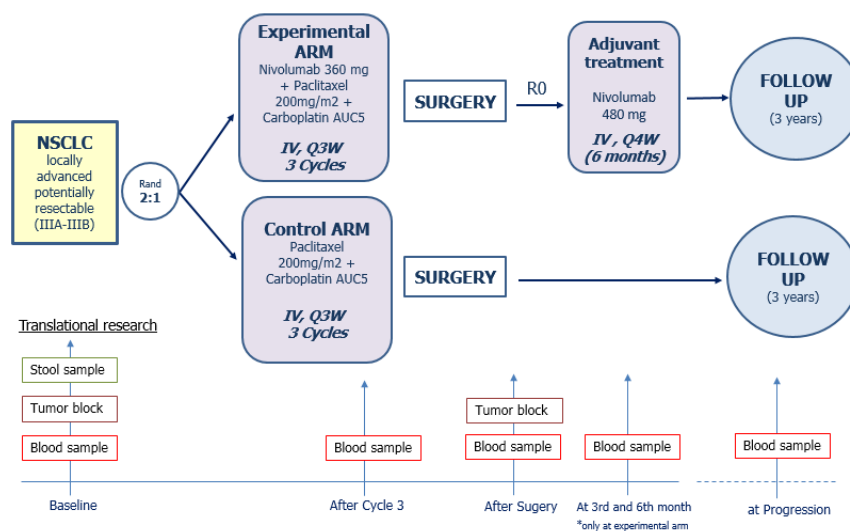 NSCLC
locally
advanced
potentially
resectable
(IIIA-IIIB)
Rand
2:1
Experimental
ARM
Nivolumab 360 mg
+ Paclitaxel
200mg/m2 +
Carboplatin AUC5
IV, Q3W
3 Cycles
SURGERY
R0
Adjuvant
treatment
Nivolumab
480 mg
IV , Q4W
(6 months)
FOLLOW
UP
(3 years)
Control ARM
Paclitaxel
200mg/m2 +
Carboplatin AUC5
IV, Q3W
3 Cycles
SURGERY
FOLLOW
UP
(3 years)
Translational research
Stool sample
Tumor block
Blood sample
Blood sample
Tumor block
Blood sample
Blood sample
Blood sample
Baseline
After Cycle 3
After Sugery
At 3rd and 6th month
*only at experimental arm
at Progression